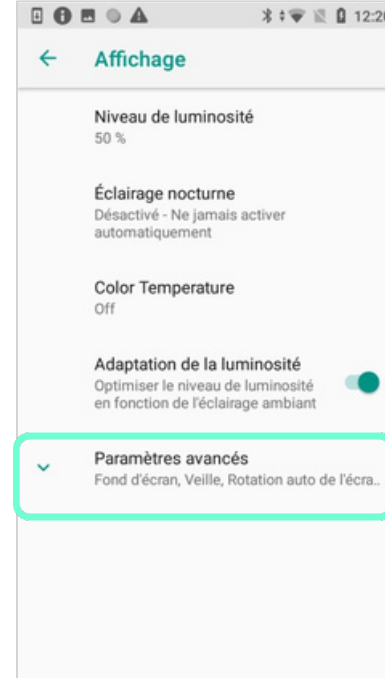 12:20
Affichage
Niveau de luminosité
50 %
Éclairage nocturne
Désactivé - Ne jamais activer
automatiquement
Color Temperature
Off
Adaptation de la luminosité
Optimiser le niveau de luminosité
en fonction de l'éclairage ambiant
Paramètres avancés
Fond d'écran, Veille, Rotation auto de l'écra..